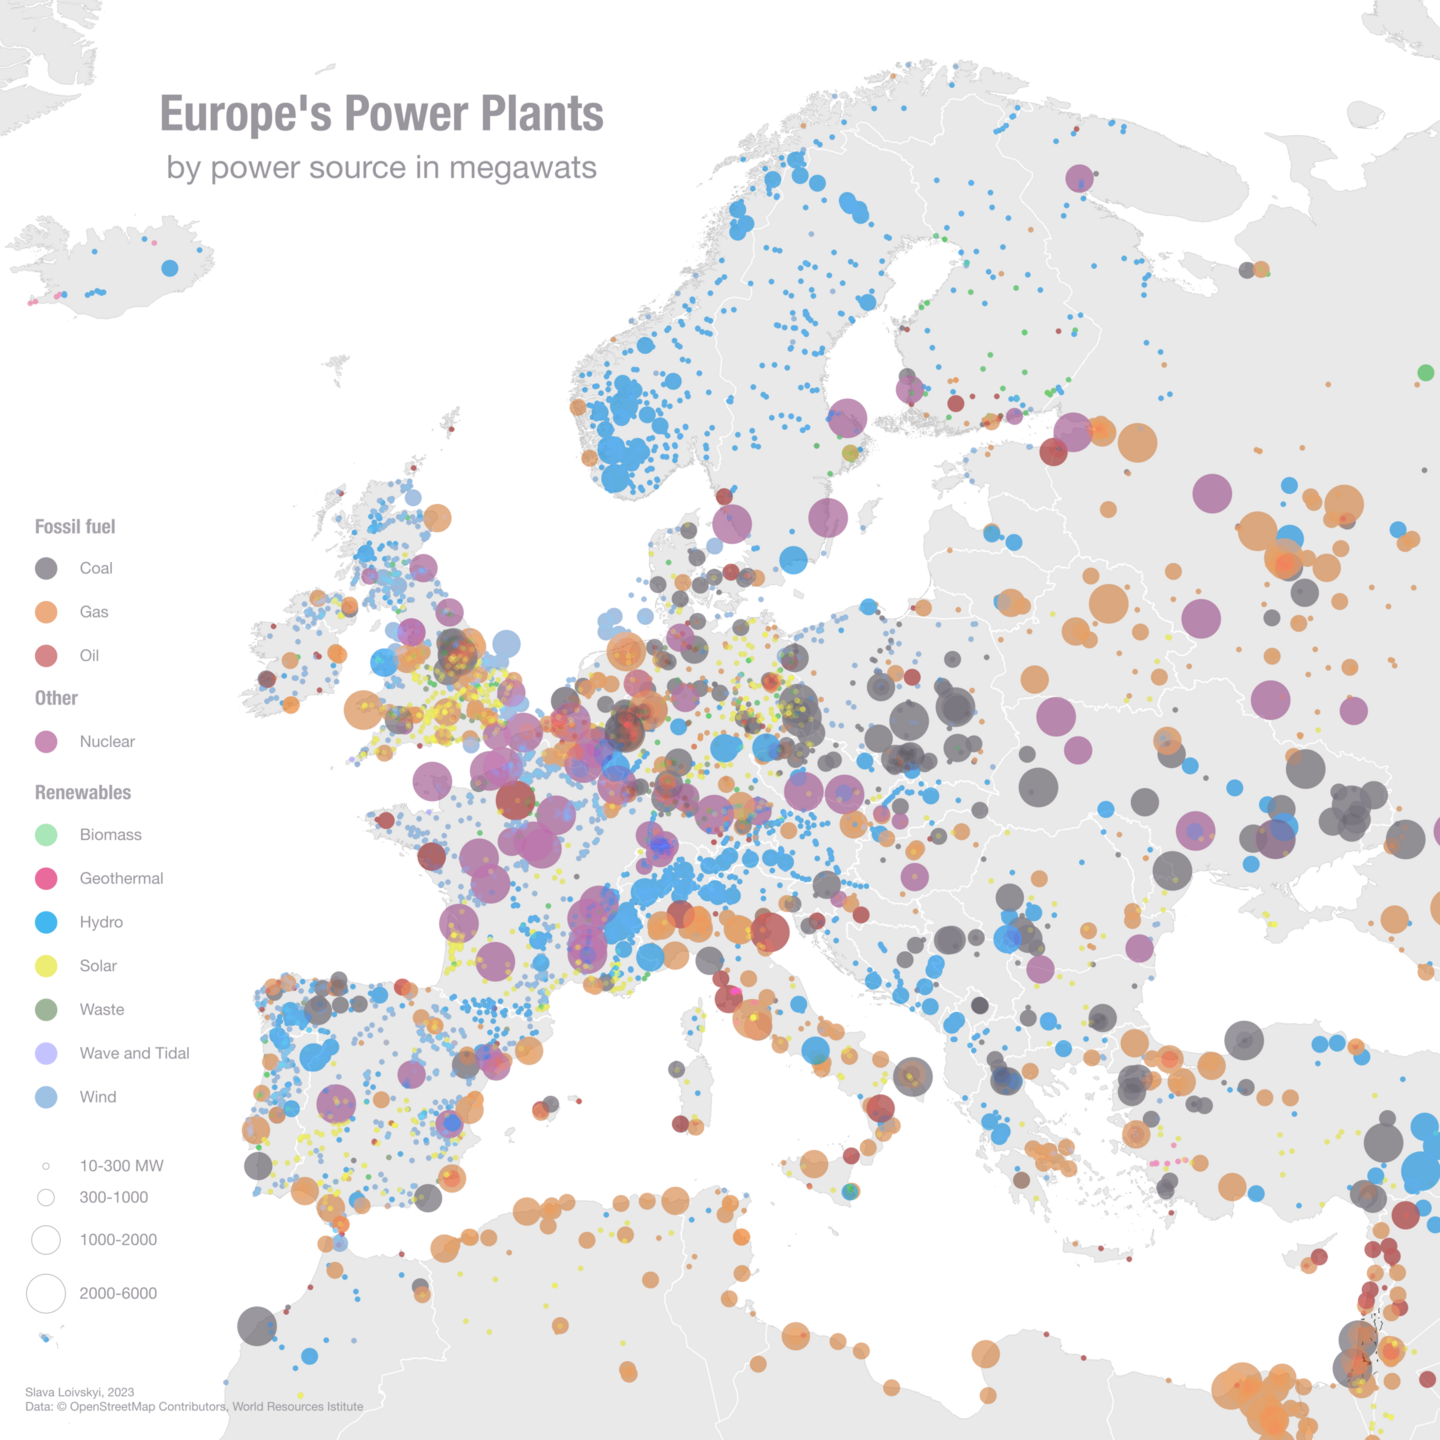 Europe's Power Plants
by power source in megawats
Fossil fuel
Coal
Gas
Oil
Other
Nuclear
Renewables
Biomass
Geothermal
Hydro
Solar
Waste
Wave and Tidal
Wind
10-300 MW
300-1000
1000-2000
2000-6000
Slava Loivskyi, 2023
Data: © OpenStreetMap Contributors, World Resources Istitute